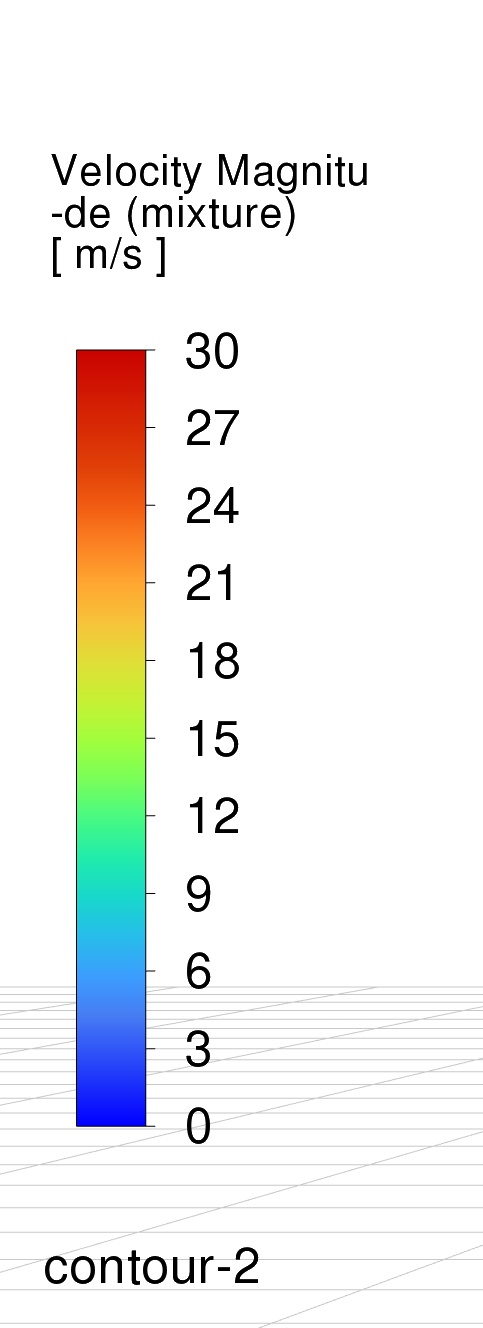 Velocity Magnitu
-de (mixture)
[ m/s ]
30
27
24
21
18
15
12
9
6
3
0
contour-2